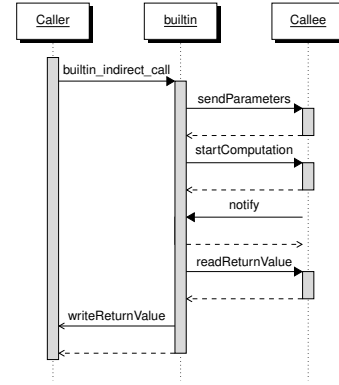 Caller
builtin
Callee
builtin_indirect_call
sendParameters
startComputation
notify
readReturnValue
writeReturnValue